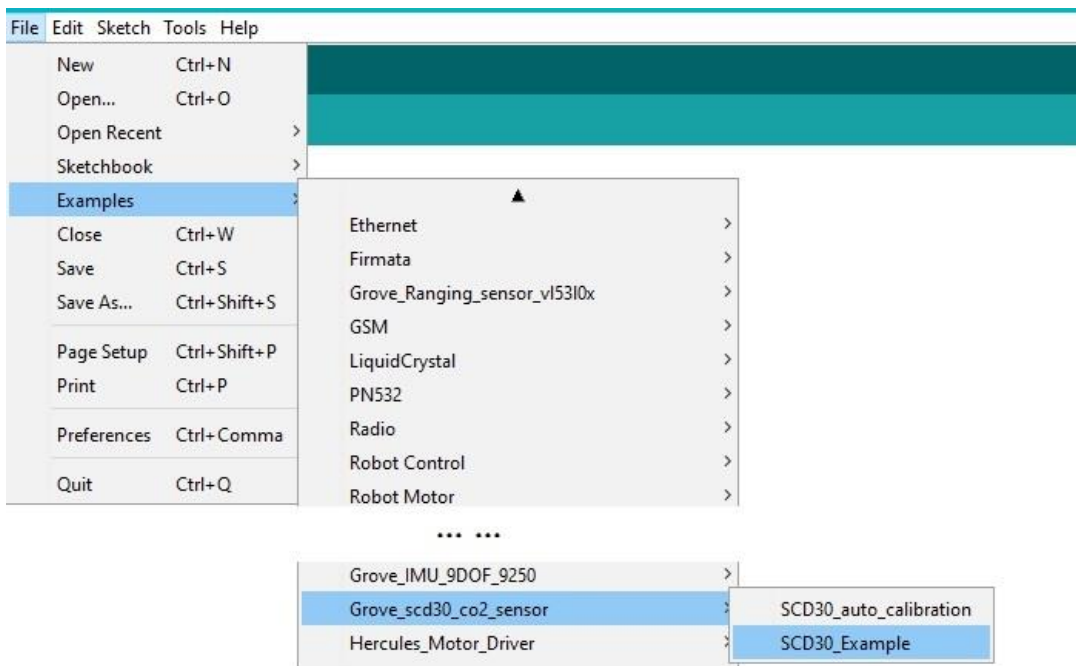 File Edit Sketch Tools Help
New Ctrl+N
Open... Ctrl+O
Open Recent
Sketchbook
Examples
Close Ctrl+W
Save Ctrl+S
Save As... Ctrl+Shift+S
Page Setup Ctrl+Shift+P
Print Ctrl+P
Preferences Ctrl+Comma
Quit Ctrl+Q
Ethernet
Firmata
Grove_Ranging_sensor_vl53l0x
GSM
LiquidCrystal
PN532
Radio
Robot Control
Robot Motor
... ...
Grove_IMU_9DOF_9250
Grove_scd30_co2_sensor
Hercules_Motor_Driver
SCD30_auto_calibration
SCD30_Example